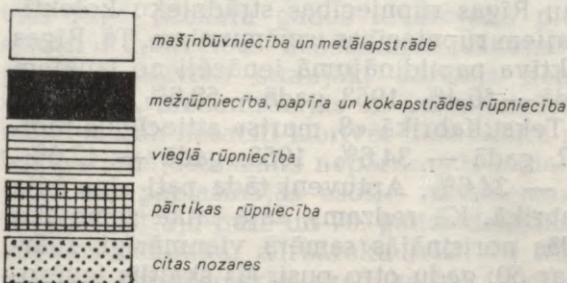 mašīnbūvniecība un metālapstrāde
mežrūpniecība, papīra un kokapstrādes rūpniecība
vieglā rūpniecība
pārtikas rūpniecība
citas nozares